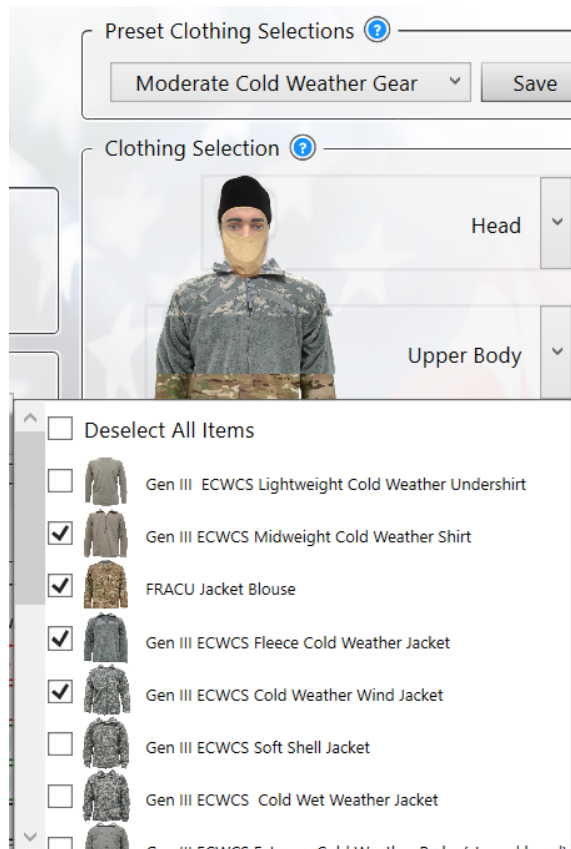 Preset Clothing Selections ?
Moderate Cold Weather Gear
Save
Clothing Selection ?
Head
Upper Body
Deselect All Items
Gen III ECWCS Lightweight Cold Weather Undershirt
Gen III ECWCS Midweight Cold Weather Shirt
FRACU Jacket Blouse
Gen III ECWCS Fleece Cold Weather Jacket
Gen III ECWCS Cold Weather Wind Jacket
Gen III ECWCS Soft Shell Jacket
Gen III ECWCS Cold Wet Weather Jacket